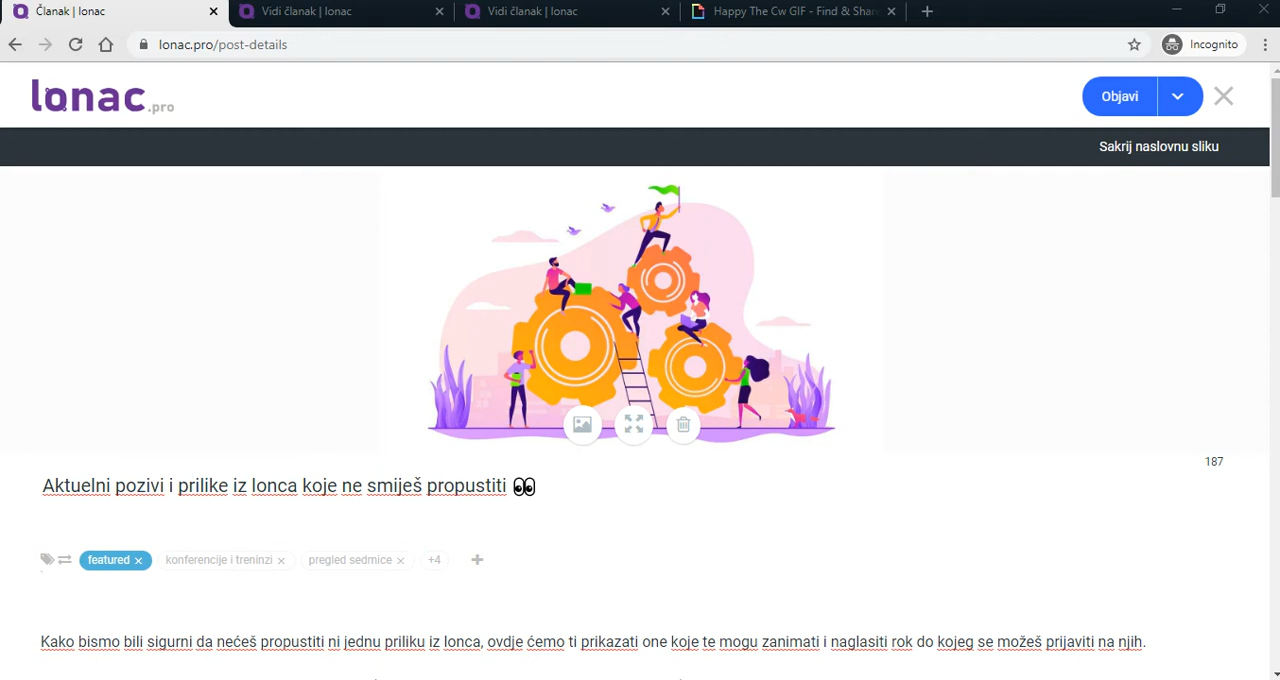 Članak | lonac
Vidi članak | lonac
Vidi članak | lonac
Happy The Cw GIF - Find & Shar
lonac.pro/post-details
Incognito
lonac.pro
Objavi
Sakrij naslovnu sliku
187
Aktuelni pozivi i prilike iz lonca koje ne smiješ propustiti 👀
featured
konferencije i treninzi
pregled sedmice
+4
Kako bismo bili sigurni da nećeš propustiti ni jednu priliku iz lonca, ovdje ćemo ti prikazati one koje te mogu zanimati i naglasiti rok do kojeg se možeš prijaviti na njih.